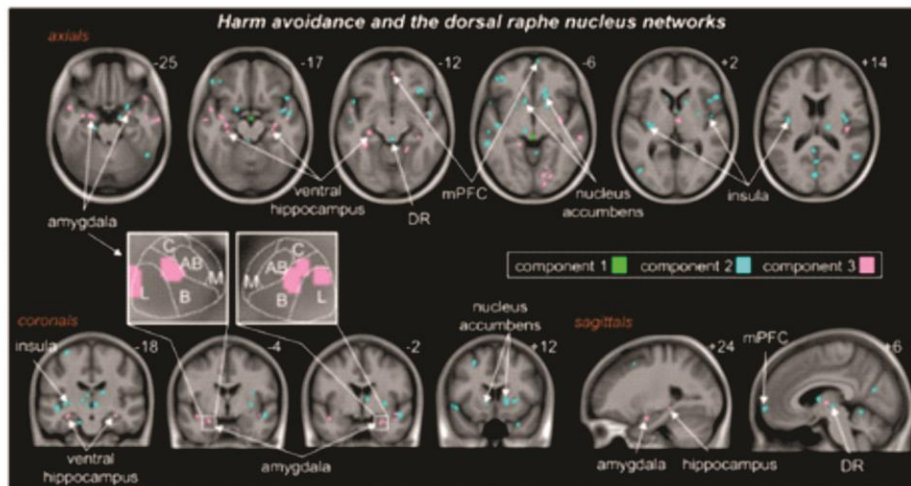 Harm avoidance and the dorsal raphe nucleus networks
axials
-25
-17
-12
-6
+2
+14
amygdala
ventral
hippocampus
DR
mPFC
nucleus
accumbens
insula
C
AB
M
L
B
C
AB
M
B
L
component 1
component 2
component 3
coronals
insula
-18
-4
-2
nucleus
accumbens
+12
sagittals
mPFC
+24
+6
ventral
hippocampus
amygdala
amygdala
hippocampus
DR